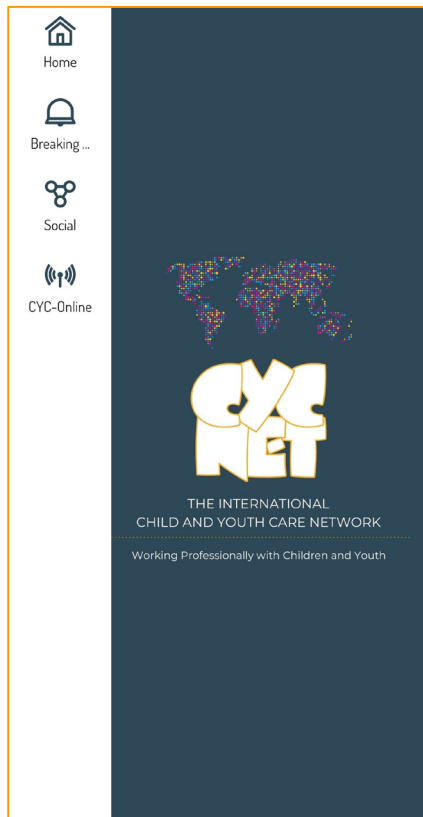 Home
Breaking ...
Social
CYC-Online
CYC
NET
THE INTERNATIONAL
CHILD AND YOUTH CARE NETWORK
Working Professionally with Children and Youth